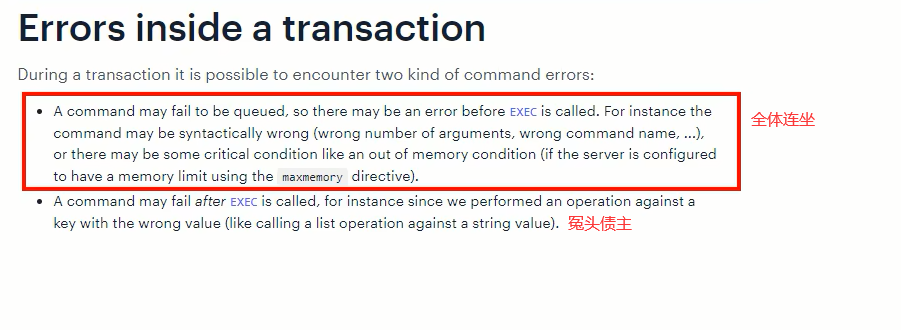 Errors inside a transaction
During a transaction it is possible to encounter two kind of command errors:
• A command may fail to be queued, so there may be an error before EXEC is called. For instance the
command may be syntactically wrong (wrong number of arguments, wrong command name, ...),
or there may be some critical condition like an out of memory condition (if the server is configured
to have a memory limit using the maxmemory directive).
全体连坐
• A command may fail after EXEC is called, for instance since we performed an operation against a
key with the wrong value (like calling a list operation against a string value). 冤头债主